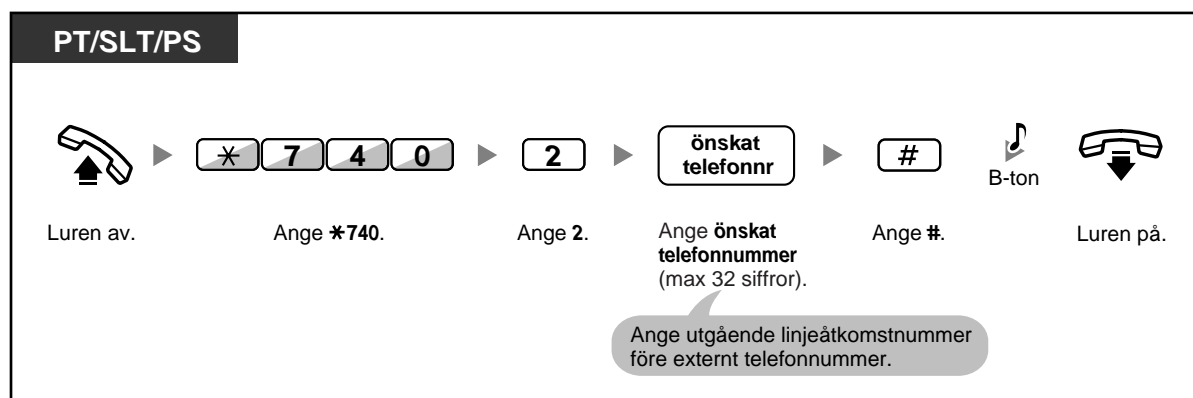 PT/SLT/PS
önskat
telefonnr
✳ 7 4 0 2 #
B-ton
Luren av. Ange ✳740. Ange 2. Ange önskat Ange #. Luren på.
telefonnummer
(max 32 siffror).
Ange utgående linjeåtkomstnummer
före externt telefonnummer.